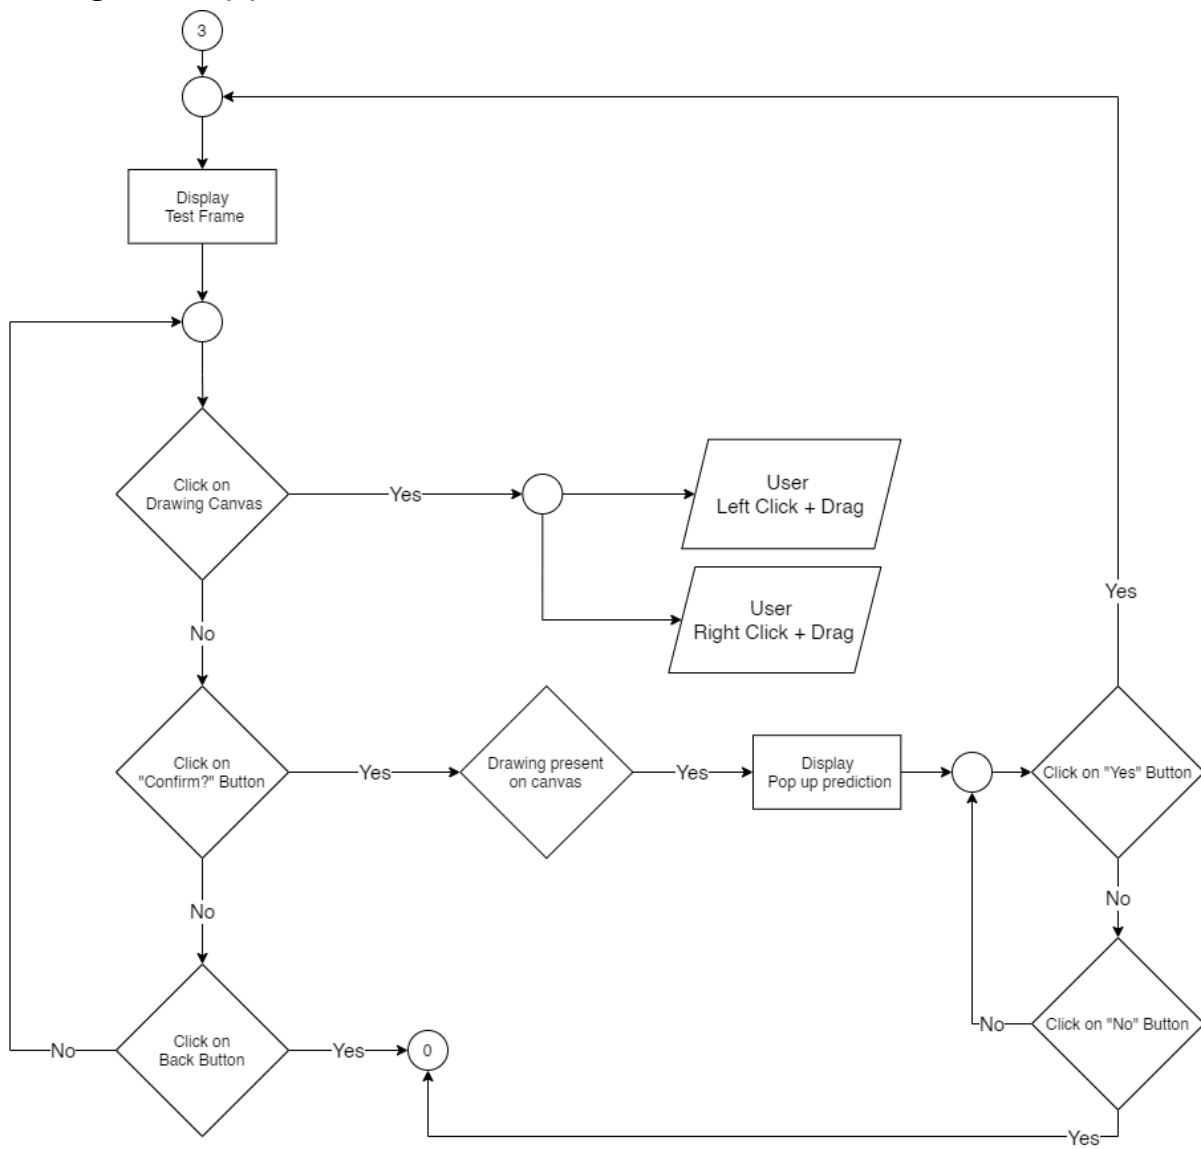 3
Display
Test Frame
Click on
Drawing Canvas
Yes
User
Left Click + Drag
User
Right Click + Drag
Yes
No
Click on
"Confirm?" Button
Yes
Drawing present
on canvas
Yes
Display
Pop up prediction
Click on "Yes" Button
No
No
Click on
Back Button
No
Yes
0
No
Click on "No" Button
Yes